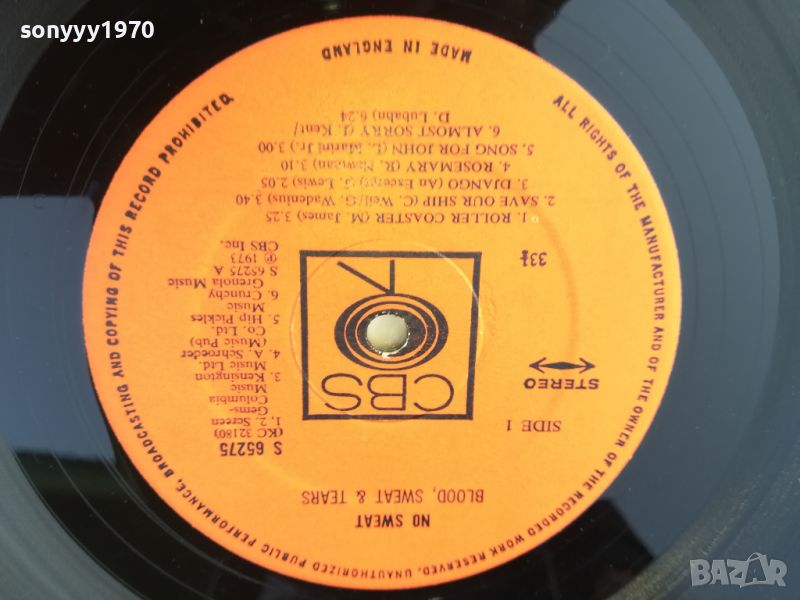 sonyyy1970
NO SWEAT
BLOOD, SWEAT & TEARS
SIDE 1
STEREO
33⅓
CBS
S 65275
(KC 32180)
1, 2. Screen
Gems-
Columbia
Music
3. Kensington
Music Ltd.
4. A. Schroeder
(Music Pub)
Co. Ltd.
5. Hip Pickles
Music
6. Crunchy
Grenola Music
S 65275 A
℗ 1973
CBS Inc.
1. ROLLER COASTER (M. James) 3.25
2. SAVE OUR SHIP (C. Weil/G. Wadenius) 3.40
3. DJANGO (An Excerpt) (J. Lewis) 2.05
4. ROSEMARY (R. Nawizan) 3.10
5. SONG FOR JOHN (L. Marini Jr.) 3.00
6. ALMOST SORRY (J. Kent/
D. Lubahn) 6.24
ALL RIGHTS OF THE MANUFACTURER AND OF THE OWNER OF THE RECORDED WORK RESERVED. UNAUTHORIZED PUBLIC PERFORMANCE, BROADCASTING AND COPYING OF THIS RECORD PROHIBITED.
MADE IN ENGLAND
BAZAR